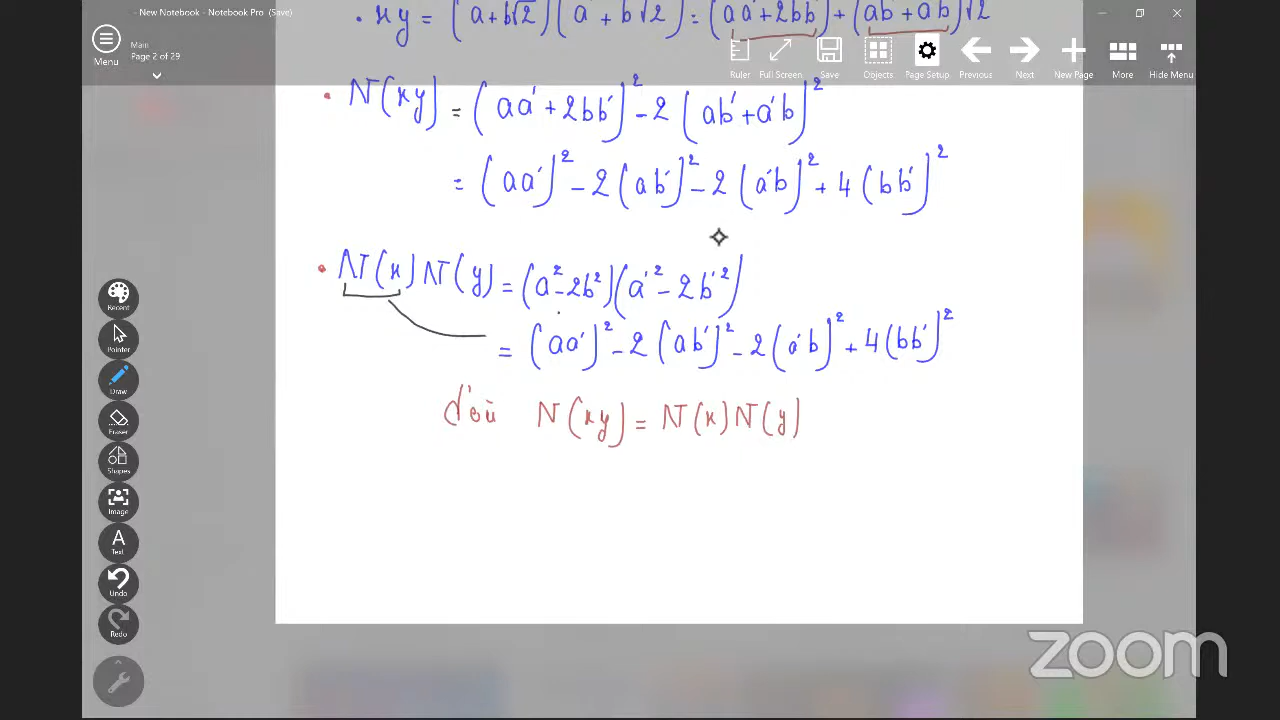 - New Notebook - Notebook Pro (Save)
• xy = (a+b√2)(a'+b'√2) = (aa'+2bb')+(ab'+a'b)√2
Menu
Main
Page 2 of 29
Ruler Full Screen Save Objects Page Setup Previous Next New Page More Hide Menu
• N(xy) = (aa'+2bb')² - 2(ab'+a'b)²
= (aa')² - 2(ab')² - 2(a'b)² + 4(bb')²
• N(x)N(y) = (a²-2b²)(a'²-2b'²)
= (aa')² - 2(ab')² - 2(a'b)² + 4(bb')²
d'où N(xy) = N(x)N(y)
Recent
Pointer
Draw
Eraser
Shapes
Image
A
Text
Undo
Redo
zoom